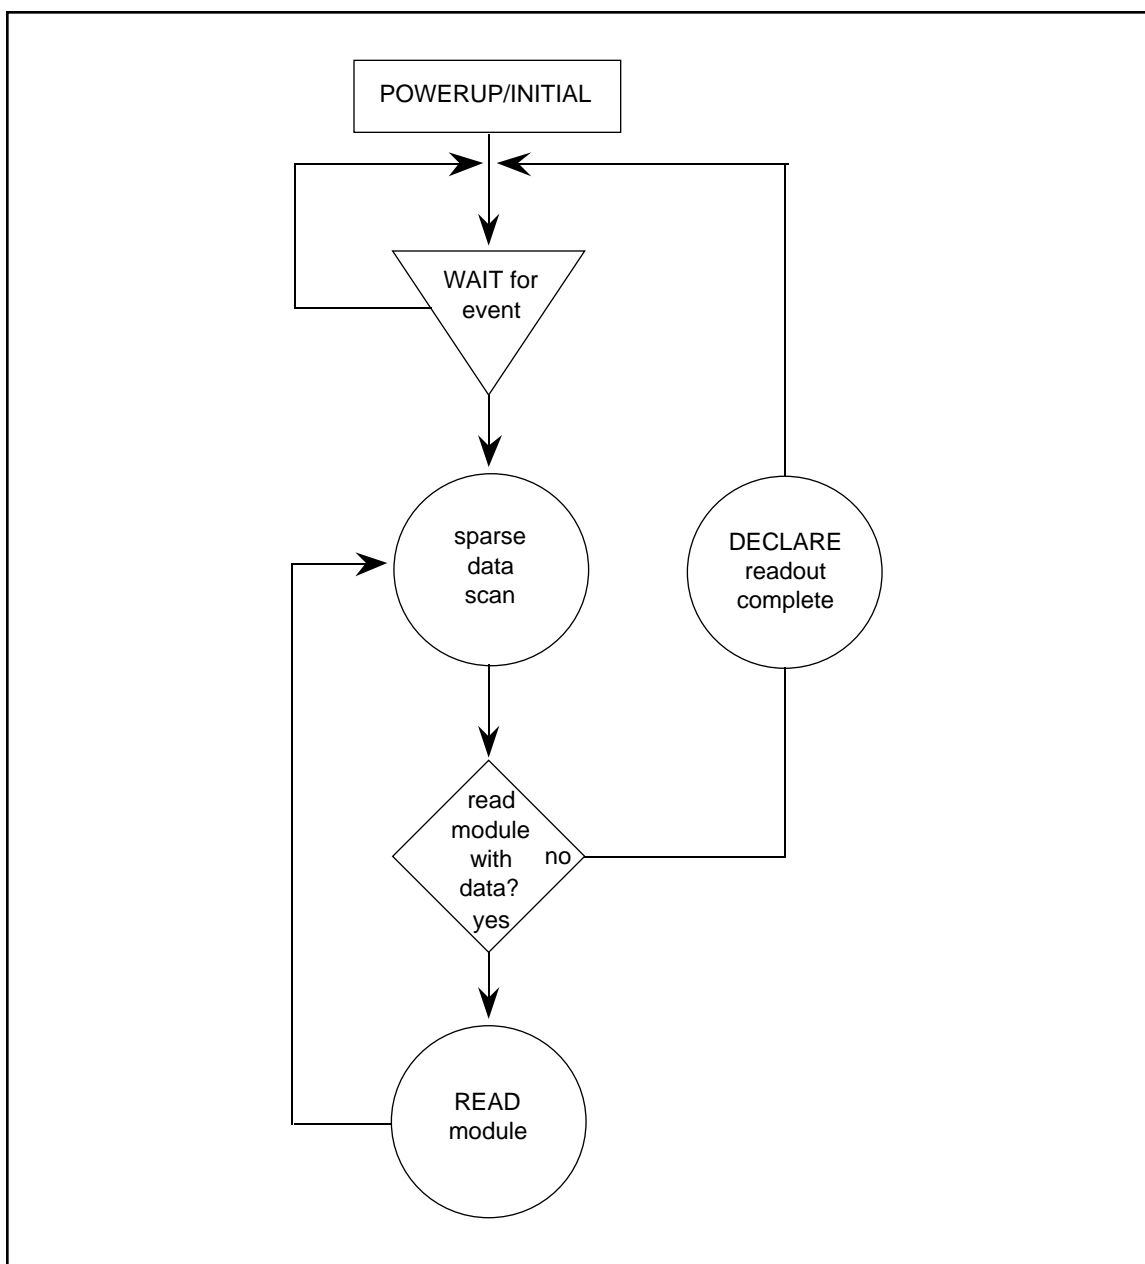 POWERUP/INITIAL
WAIT for
event
sparse
data
scan
DECLARE
readout
complete
read
module
with no
data?
yes
READ
module